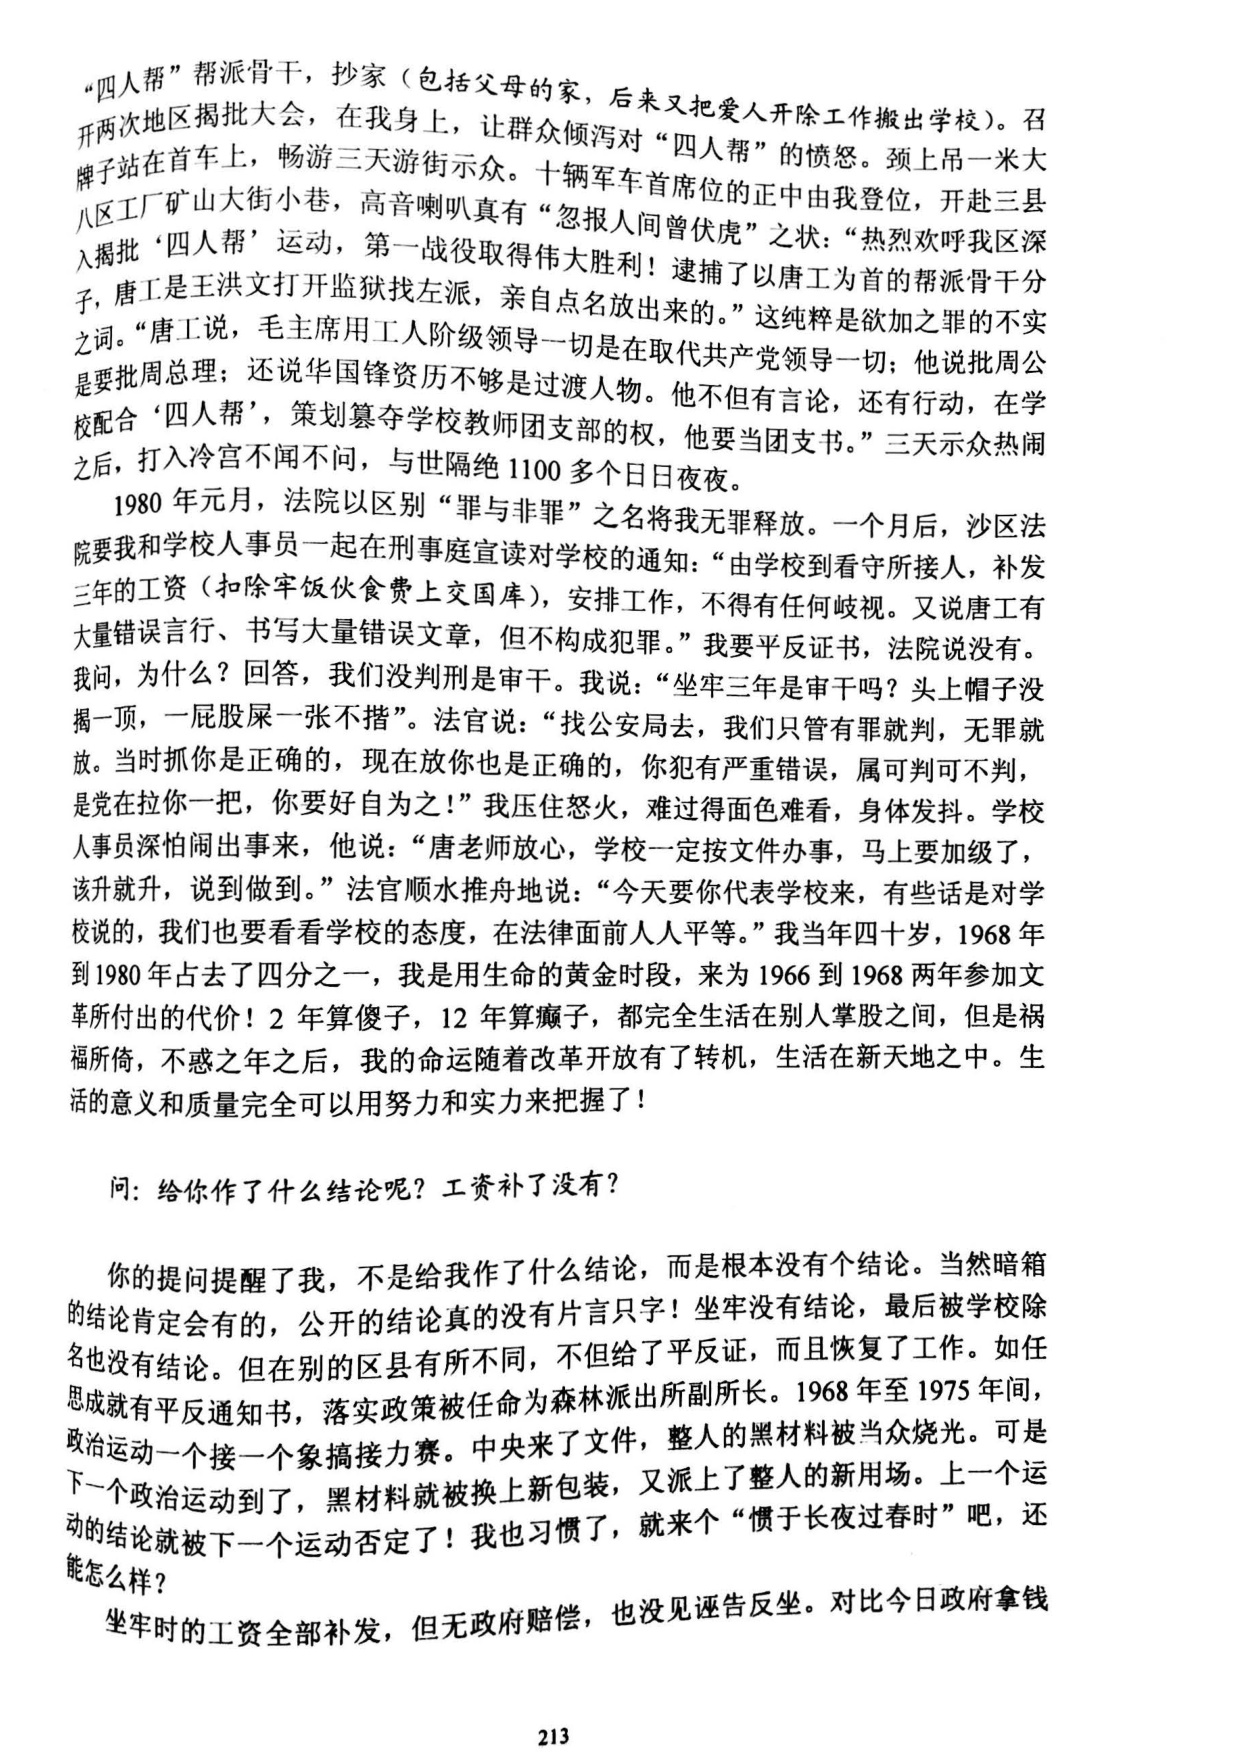 “四人帮”帮派骨干，抄家（包括父母的家，后来又把爱人开除工作搬出学校）。召
开两次地区揭批大会，在我身上，让群众倾泻对“四人帮”的愤怒。颈上吊一米大
牌子站在首车上，畅游三天游街示众。十辆军车首席位的正中由我登位，开赴三县
八区工厂矿山大街小巷，高音喇叭真有“忽报人间曾伏虎”之状：“热烈欢呼我区深
入揭批‘四人帮’运动，第一战役取得伟大胜利！逮捕了以唐工为首的帮派骨干分
子，唐工是王洪文打开监狱找左派，亲自点名放出来的。”这纯粹是欲加之罪的不实
之词。“唐工说，毛主席用工人阶级领导一切是在取代共产党领导一切；他说批周公
是要批周总理；还说华国锋资历不够是过渡人物。他不但有言论，还有行动，在学
校配合‘四人帮’，策划篡夺学校教师团支部的权，他要当团支书。”三天示众热闹
之后，打入冷宫不闻不问，与世隔绝1100多个日日夜夜。
1980年元月，法院以区别“罪与非罪”之名将我无罪释放。一个月后，沙区法
院要我和学校人事员一起在刑事庭宣读对学校的通知：“由学校到看守所接人，补发
三年的工资（扣除牢饭伙食费上交国库），安排工作，不得有任何歧视。又说唐工有
大量错误言行、书写大量错误文章，但不构成犯罪。”我要平反证书，法院说没有。
我问，为什么？回答，我们没判刑是审干。我说：“坐牢三年是审干吗？头上帽子没
揭一顶，一屁股屎一张不揩”。法官说：“找公安局去，我们只管有罪就判，无罪就
放。当时抓你是正确的，现在放你也是正确的，你犯有严重错误，属可判可不判，
是党在拉你一把，你要好自为之！”我压住怒火，难过得面色难看，身体发抖。学校
人事员深怕闹出事来，他说：“唐老师放心，学校一定按文件办事，马上要加级了，
该升就升，说到做到。”法官顺水推舟地说：“今天要你代表学校来，有些话是对学
校说的，我们也要看看学校的态度，在法律面前人人平等。”我当年四十岁，1968年
到1980年占去了四分之一，我是用生命的黄金时段，来为1966到1968两年参加文
革所付出的代价！2年算傻子，12年算癫子，都完全生活在别人掌股之间，但是祸
福所倚，不惑之年之后，我的命运随着改革开放有了转机，生活在新天地之中。生
活的意义和质量完全可以用努力和实力来把握了！
问：给你作了什么结论呢？工资补了没有？
你的提问提醒了我，不是给我作了什么结论，而是根本没有个结论。当然暗箱
的结论肯定会有的，公开的结论真的没有片言只字！坐牢没有结论，最后被学校除
名也没有结论。但在别的区县有所不同，不但给了平反证，而且恢复了工作。如任
思成就有平反通知书，落实政策被任命为森林派出所副所长。1968年至1975年间，
政治运动一个接一个象搞接力赛。中央来了文件，整人的黑材料被当众烧光。可是
下一个政治运动到了，黑材料就被换上新包装，又派上了整人的新用场。上一个运
动的结论就被下一个运动否定了！我也习惯了，就来个“惯于长夜过春时”吧，还
能怎么样？
坐牢时的工资全部补发，但无政府赔偿，也没见诬告反坐。对比今日政府拿钱
213